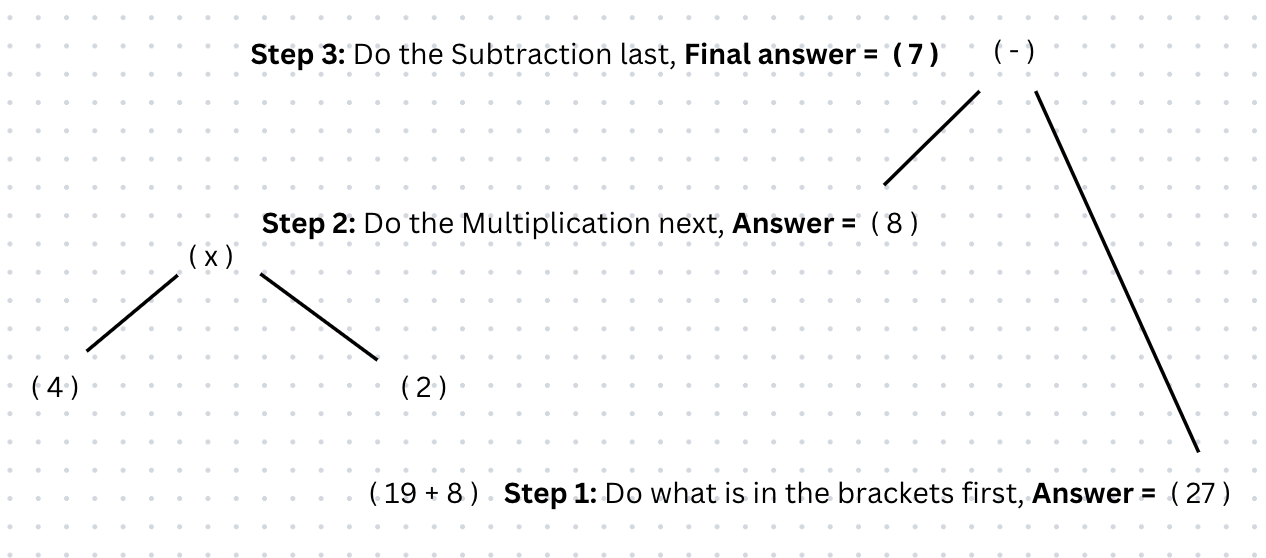 Step 3: Do the Subtraction last, Final answer = (7) (-)
Step 2: Do the Multiplication next, Answer = (8)
(x)
(4) (2)
(19 + 8) Step 1: Do what is in the brackets first, Answer = (27)